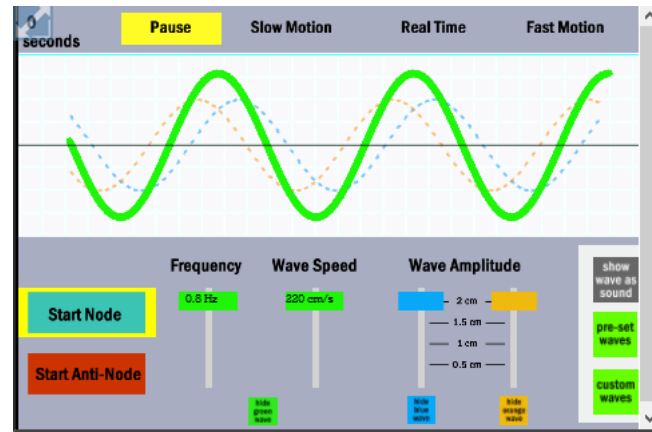 0
seconds
Pause
Slow Motion
Real Time
Fast Motion
Frequency
Wave Speed
Wave Amplitude
0.8 Hz
220 cm/s
2 cm
1.5 cm
1 cm
0.5 cm
Start Node
Start Anti-Node
hide
green
wave
hide
blue
wave
hide
orange
wave
show
wave as
sound
pre-set
waves
custom
waves